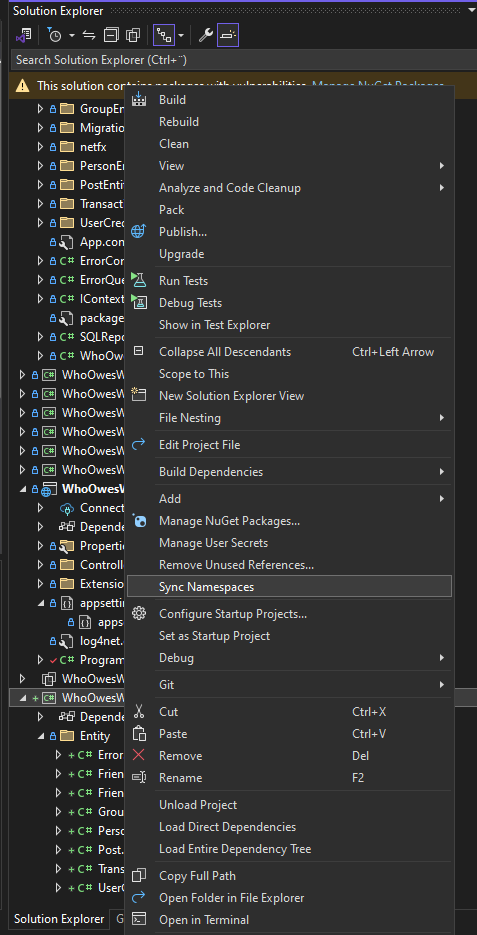 Solution Explorer
Search Solution Explorer (Ctrl+¨)
This solution contains packages with vulnerabilities. Manage NuGet Packages
GroupEn
Migratio
netfx
PersonEn
PostEntit
Transact
UserCred
App.con
ErrorCon
ErrorQue
IContext
package
SQLRepo
WhoOwe
WhoOwesW
WhoOwesW
WhoOwesW
WhoOwesW
WhoOwesW
WhoOwesW
WhoOwesW
Connect
Depende
Propertie
Controlle
Extension
appsettin
apps
log4net.
Program
WhoOwesW
WhoOwesW
Depende
Entity
Error
Frien
Frien
Grou
Perso
Post.
Trans
UserC
Solution Explorer
G
Build
Rebuild
Clean
View
Analyze and Code Cleanup
Pack
Publish...
Upgrade
Run Tests
Debug Tests
Show in Test Explorer
Collapse All Descendants Ctrl+Left Arrow
Scope to This
New Solution Explorer View
File Nesting
Edit Project File
Build Dependencies
Add
Manage NuGet Packages...
Manage User Secrets
Remove Unused References...
Sync Namespaces
Configure Startup Projects...
Set as Startup Project
Debug
Git
Cut Ctrl+X
Paste Ctrl+V
Remove Del
Rename F2
Unload Project
Load Direct Dependencies
Load Entire Dependency Tree
Copy Full Path
Open Folder in File Explorer
Open in Terminal